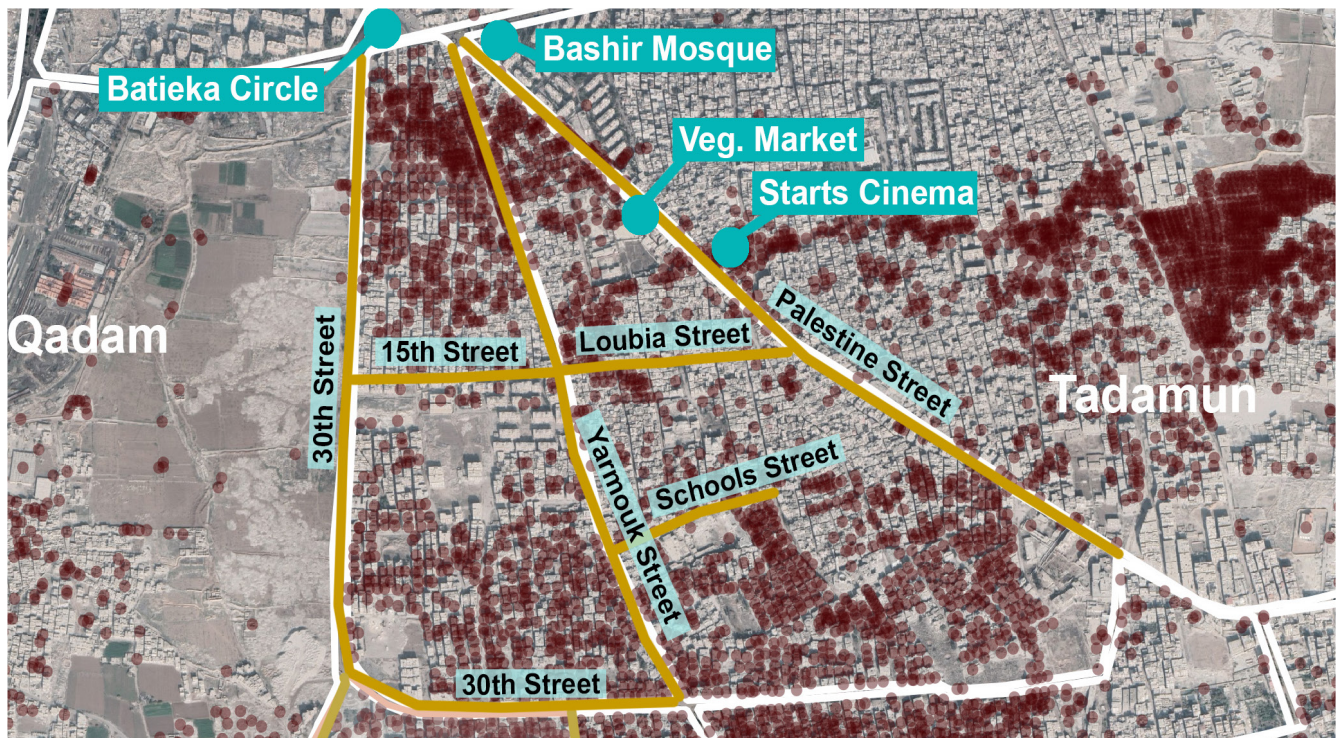 Batieka Circle
Bashir Mosque
Veg. Market
Starts Cinema
Qadam
30th Street
15th Street
Loubia Street
Palestine Street
Tadamun
Yarmouk Street
Schools Street
30th Street